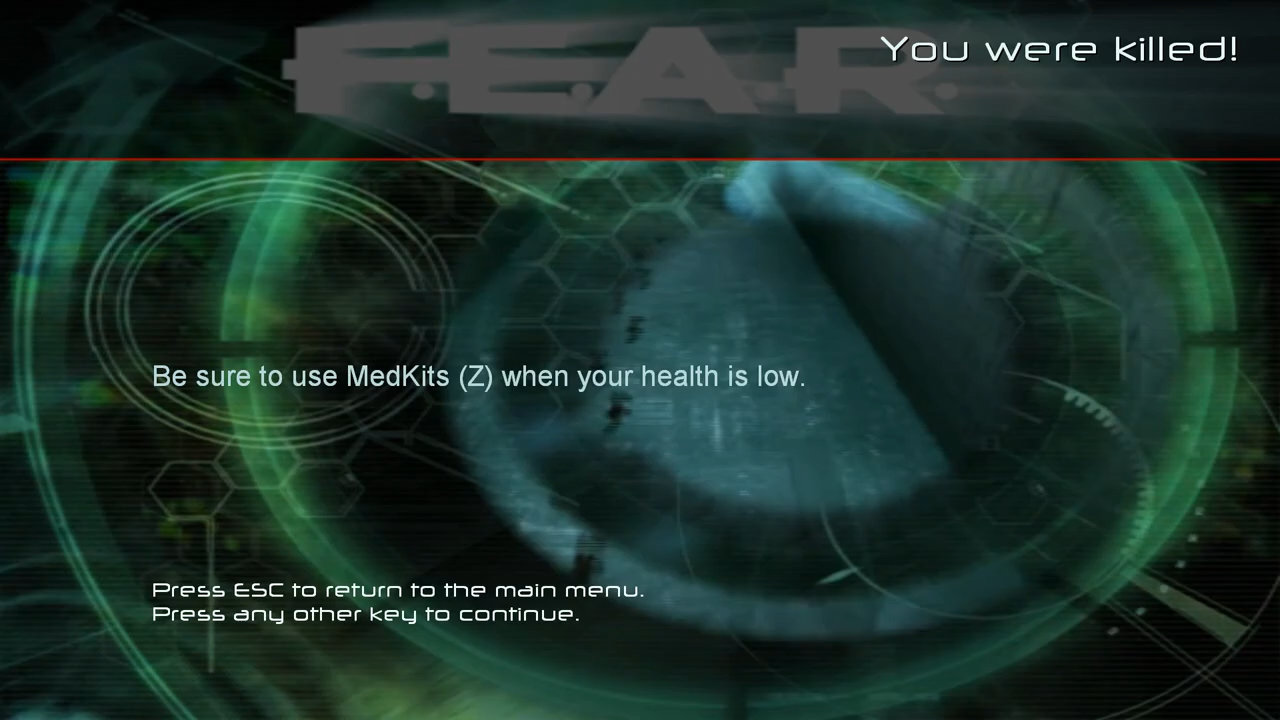 F.E.A.R.
You were killed!
Be sure to use MedKits (Z) when your health is low.
Press ESC to return to the main menu.
Press any other key to continue.